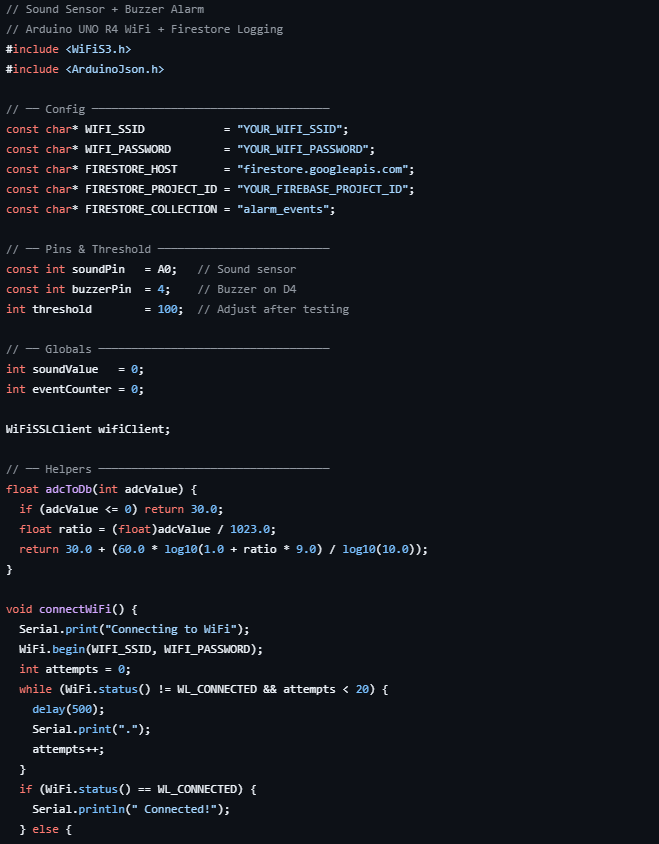 // Sound Sensor + Buzzer Alarm
// Arduino UNO R4 WiFi + Firestore Logging
#include <WiFiS3.h>
#include <ArduinoJson.h>

// ── Config ────────────────────────────────────
const char* WIFI_SSID            = "YOUR_WIFI_SSID";
const char* WIFI_PASSWORD        = "YOUR_WIFI_PASSWORD";
const char* FIRESTORE_HOST       = "firestore.googleapis.com";
const char* FIRESTORE_PROJECT_ID = "YOUR_FIREBASE_PROJECT_ID";
const char* FIRESTORE_COLLECTION = "alarm_events";

// ── Pins & Threshold ──────────────────────────
const int soundPin   = A0;   // Sound sensor
const int buzzerPin  = 4;    // Buzzer on D4
int threshold        = 100;  // Adjust after testing

// ── Globals ───────────────────────────────────
int soundValue   = 0;
int eventCounter = 0;

WiFiSSLClient wifiClient;

// ── Helpers ───────────────────────────────────
float adcToDb(int adcValue) {
  if (adcValue <= 0) return 30.0;
  float ratio = (float)adcValue / 1023.0;
  return 30.0 + (60.0 * log10(1.0 + ratio * 9.0) / log10(10.0));
}

void connectWiFi() {
  Serial.print("Connecting to WiFi");
  WiFi.begin(WIFI_SSID, WIFI_PASSWORD);
  int attempts = 0;
  while (WiFi.status() != WL_CONNECTED && attempts < 20) {
    delay(500);
    Serial.print(".");
    attempts++;
  }
  if (WiFi.status() == WL_CONNECTED) {
    Serial.println(" Connected!");
  } else {